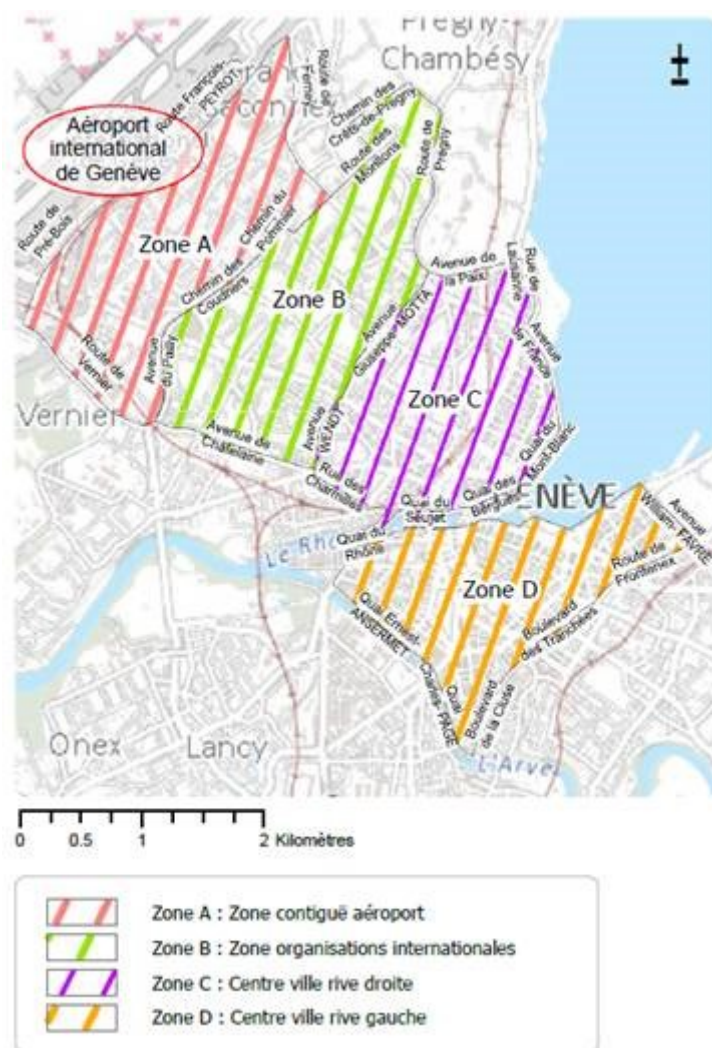 Pregny-
Chambésy
Route François-
PEYROT
Route de
Ferney
Chemin des
Crêts-de-Pregny
Route des
Morillons
Route de
Pregny
Aéroport
international
de Genève
Route de
Pré-Bois
Zone A
Chemin du
Pommier
Chemin des
Coudriers
Zone B
Avenue de
la Paix
Rue de
Lausanne
Avenue
Giuseppe-MOTTA
Avenue
de France
Route de
Vernier
Avenue
du Pailly
Vernier
Zone C
Avenue de
Châtelaine
Avenue
WENDT
Rue des
Charmilles
Quai du
Mont-Blanc
Quai des
Bergues
Quai du
Seujet
ENÈVE
Quai du
Rhône
Avenue
William-FAVRE
Route de
Frontenex
Zone D
Boulevard
des Tranchées
Quai Ernest-
ANSERMET
Quai
Charles-PAGE
Boulevard
de la Cluse
Onex
Lancy
L'Arve
0 0.5 1 2 Kilomètres
Zone A : Zone contiguë aéroport
Zone B : Zone organisations internationales
Zone C : Centre ville rive droite
Zone D : Centre ville rive gauche